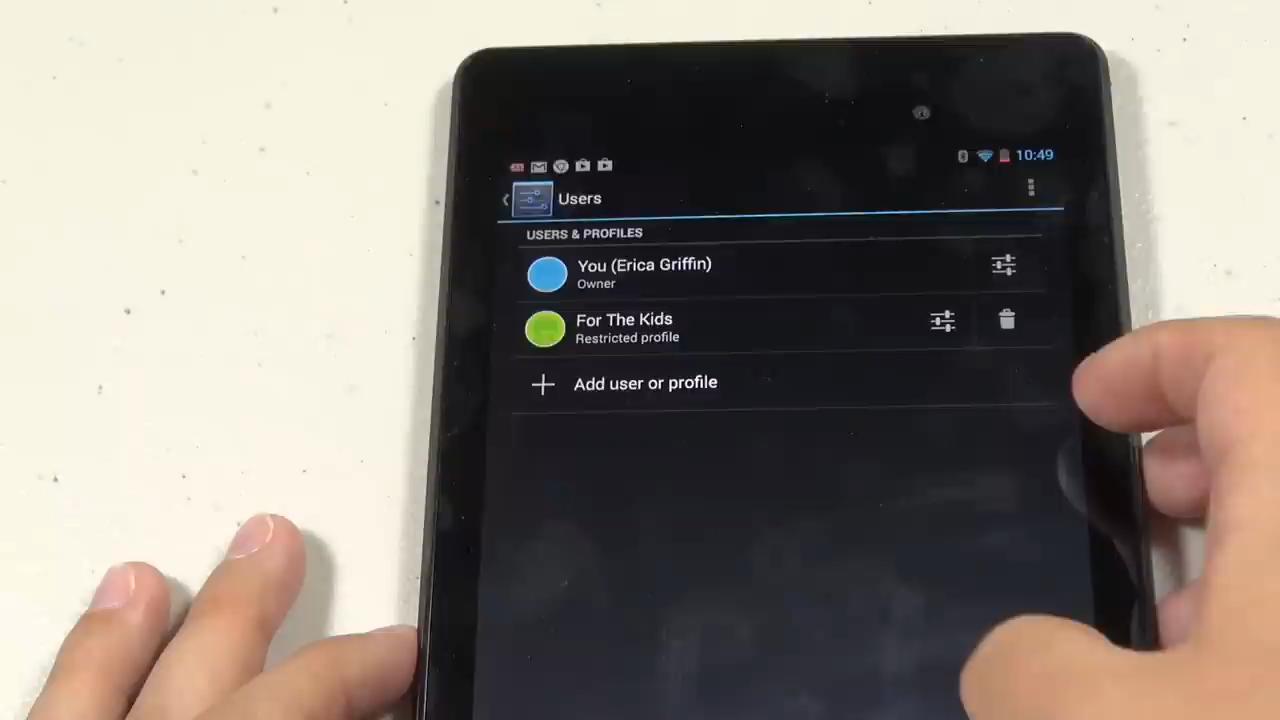 10:49
Users
USERS & PROFILES
You (Erica Griffin)
Owner
For The Kids
Restricted profile
Add user or profile